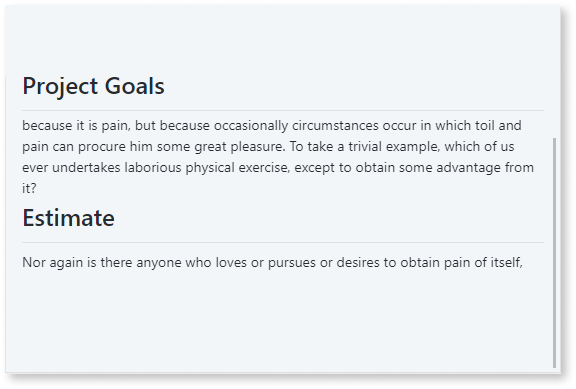 Project Goals
because it is pain, but because occasionally circumstances occur in which toil and
pain can procure him some great pleasure. To take a trivial example, which of us
ever undertakes laborious physical exercise, except to obtain some advantage from
it?
Estimate
Nor again is there anyone who loves or pursues or desires to obtain pain of itself,